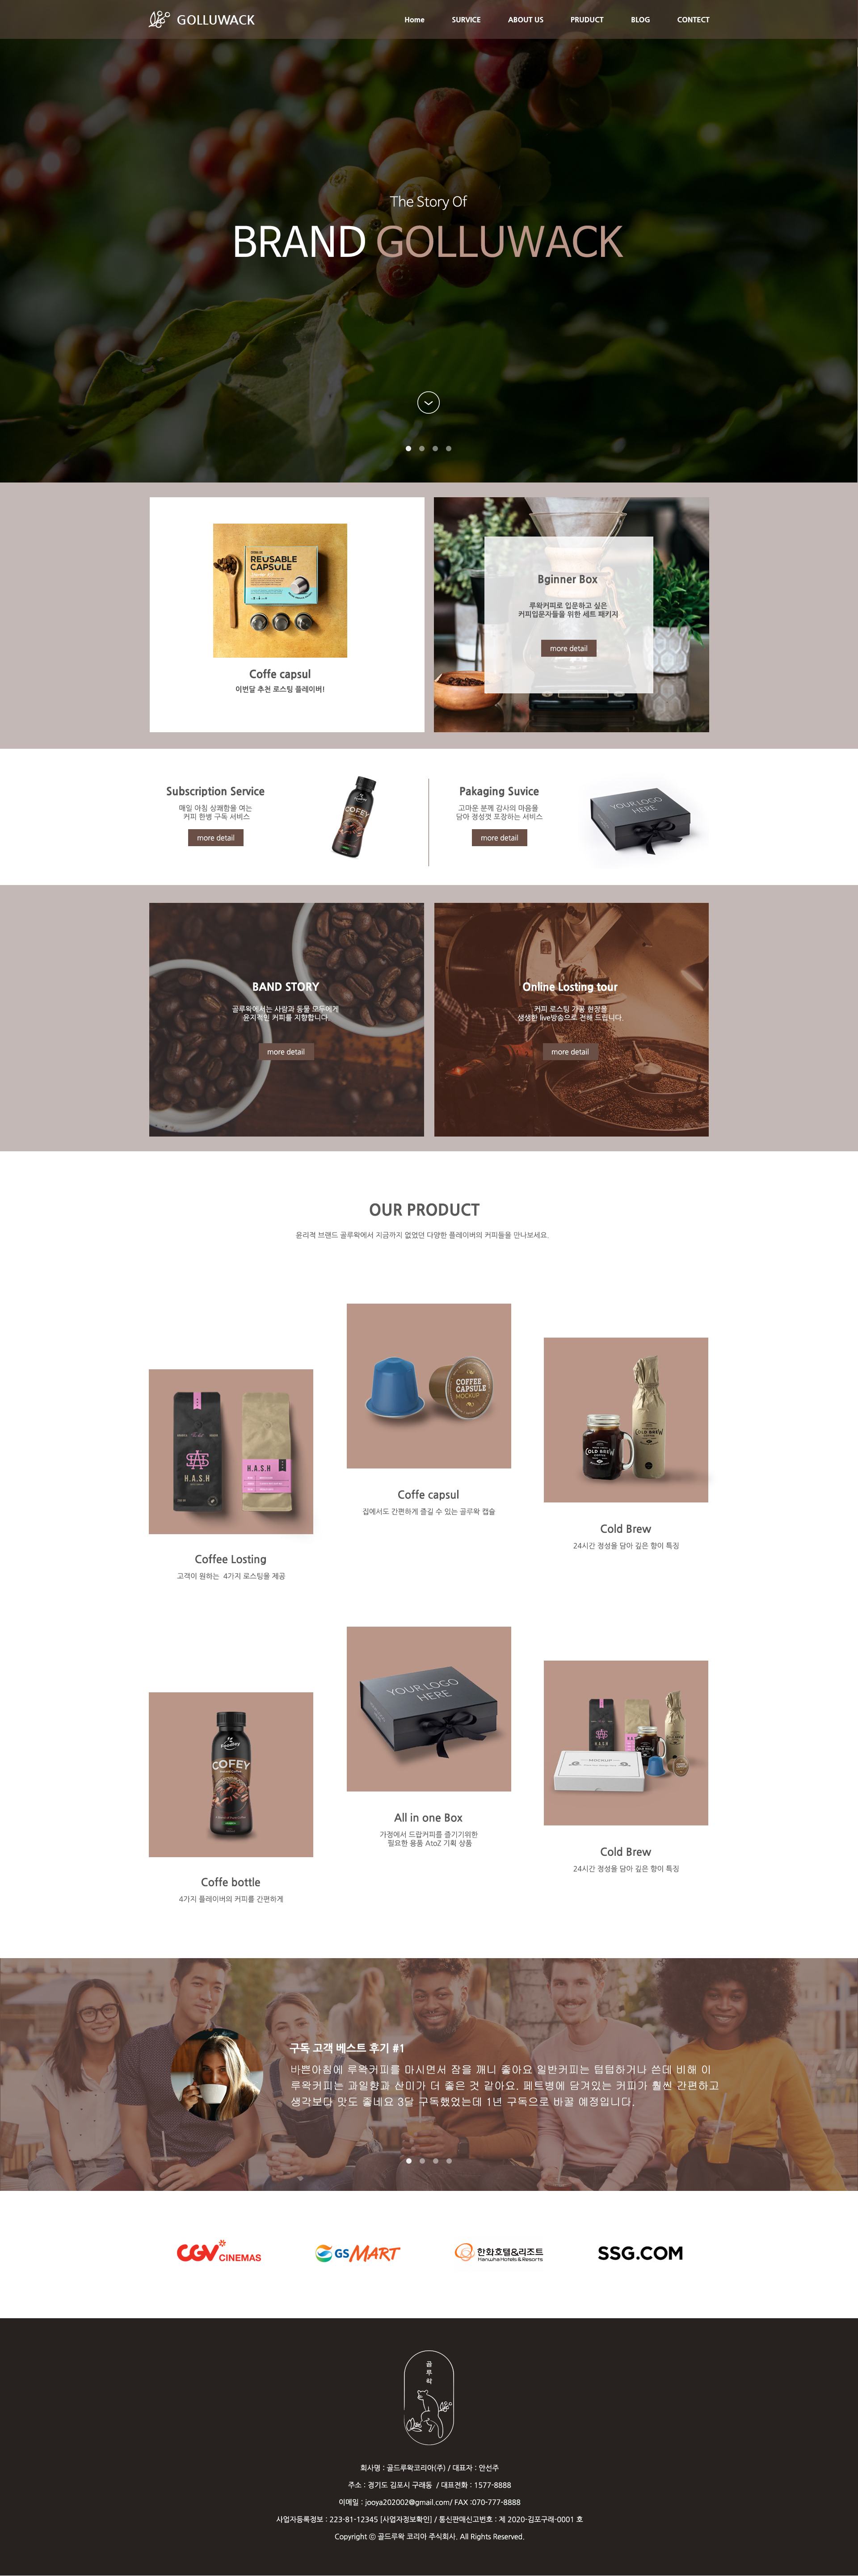 GOLLUWACK
Home SURVICE ABOUT US PRUDUCT BLOG CONTECT
The Story Of
BRAND GOLLUWACK
REUSABLE
CAPSULE
Coffe capsul
이번달 추천 로스팅 플레이버!
Bginner Box
루왁커피로 입문하고 싶은
커피입문자들을 위한 세트 패키지
more detail
Subscription Service
매일 아침 상쾌함을 여는
커피 한병 구독 서비스
more detail
COFEY
Pakaging Suvice
고마운 분께 감사의 마음을
담아 정성껏 포장하는 서비스
more detail
YOUR LOGO
HERE
BAND STORY
골루왁에서는 사람과 동물 모두에게
윤지적인 커피를 지향합니다.
more detail
Online Losting tour
커피 로스팅 가공 현장을
생생한 live방송으로 전해 드립니다.
more detail
OUR PRODUCT
윤리적 브랜드 골루왁에서 지금까지 없었던 다양한 플레이버의 커피들을 만나보세요.
H.A.S.H
H.A.S.H
Coffee Losting
고객이 원하는 4가지 로스팅을 제공
COFFEE
CAPSULE
MOCKUP
Coffe capsul
집에서도 간편하게 즐길 수 있는 골루왁 캡슐
COLD BREW
COLD BREW
Cold Brew
24시간 정성을 담아 깊은 향이 특징
Foodley
COFEY
Coffe bottle
4가지 플레이버의 커피를 간편하게
YOUR LOGO
HERE
All in one Box
가정에서 드랍커피를 즐기기위한
필요한 용품 AtoZ 기획 상품
MOCKUP
Cold Brew
24시간 정성을 담아 깊은 향이 특징
구독 고객 베스트 후기 #1
바쁜아침에 루왁커피를 마시면서 잠을 깨니 좋아요 일반커피는 텁텁하거나 쓴데 비해 이
루왁커피는 과일향과 산미가 더 좋은 것 같아요. 페트병에 담겨있는 커피가 훨씬 간편하고
생각보다 맛도 좋네요 3달 구독했었는데 1년 구독으로 바꿀 예정입니다.
CGV CINEMAS
GS MART
한화호텔&리조트
Hanwha Hotels & Resorts
SSG.COM
골
루
왁
회사명 : 골드루왁코리아(주) / 대표자 : 안선주
주소 : 경기도 김포시 구래동 / 대표전화 : 1577-8888
이메일 : jooya202002@gmail.com/ FAX :070-777-8888
사업자등록정보 : 223-81-12345 [사업자정보확인] / 통신판매신고번호 : 제 2020-김포구래-0001 호
Copyright ⓒ 골드루왁 코리아 주식회사. All Rights Reserved.